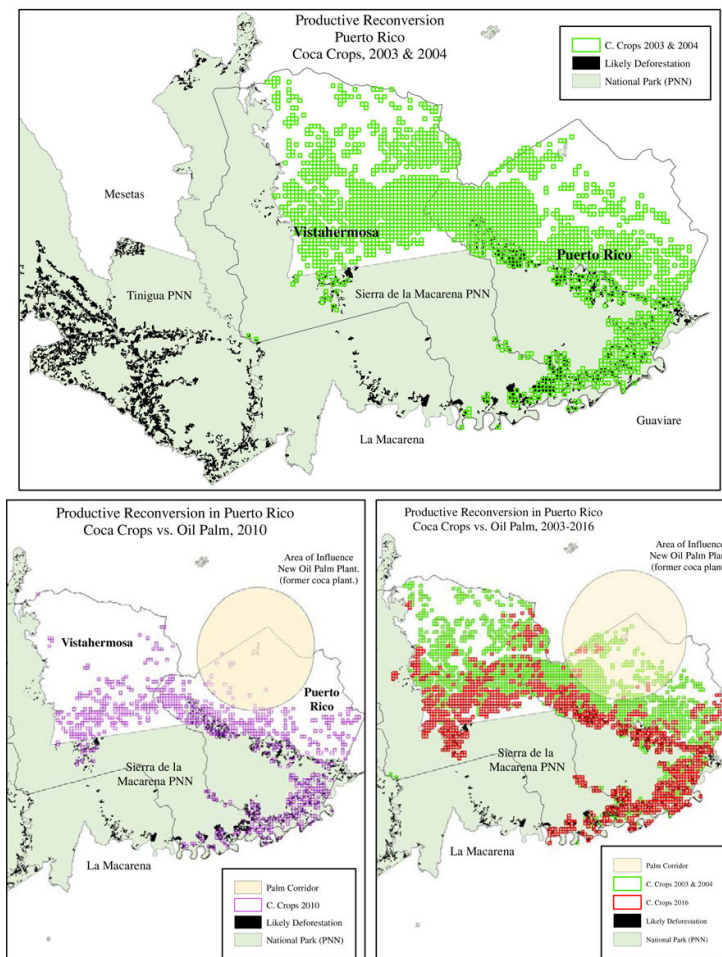 Productive Reconversion
Puerto Rico
Coca Crops, 2003 & 2004
C. Crops 2003 & 2004
Likely Deforestation
National Park (PNN)
Mesetas
Vistahermosa
Puerto Rico
Tinigua PNN
Sierra de la Macarena PNN
Guaviare
La Macarena
Productive Reconversion in Puerto Rico
Coca Crops vs. Oil Palm, 2010
Area of Influence
New Oil Palm Plant.
(former coca plant.)
Vistahermosa
Puerto
Rico
Sierra de la
Macarena PNN
La Macarena
Palm Corridor
C. Crops 2010
Likely Deforestation
National Park (PNN)
Productive Reconversion in Puerto Rico
Coca Crops vs. Oil Palm, 2003-2016
Area of Influence
New Oil Palm Plant
(former coca plant
Sierra de la
Macarena PNN
La Macarena
Palm Corridor
C. Crops 2003 & 2004
C. Crops 2016
Likely Deforestation
National Park (PNN)